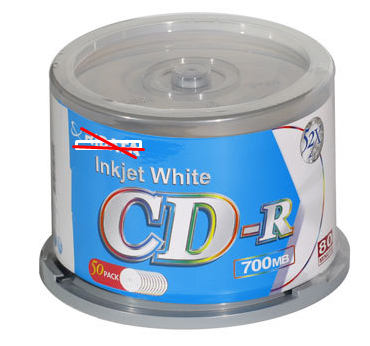 52X
Inkjet White
CD-R
700MB
80
50 PACK